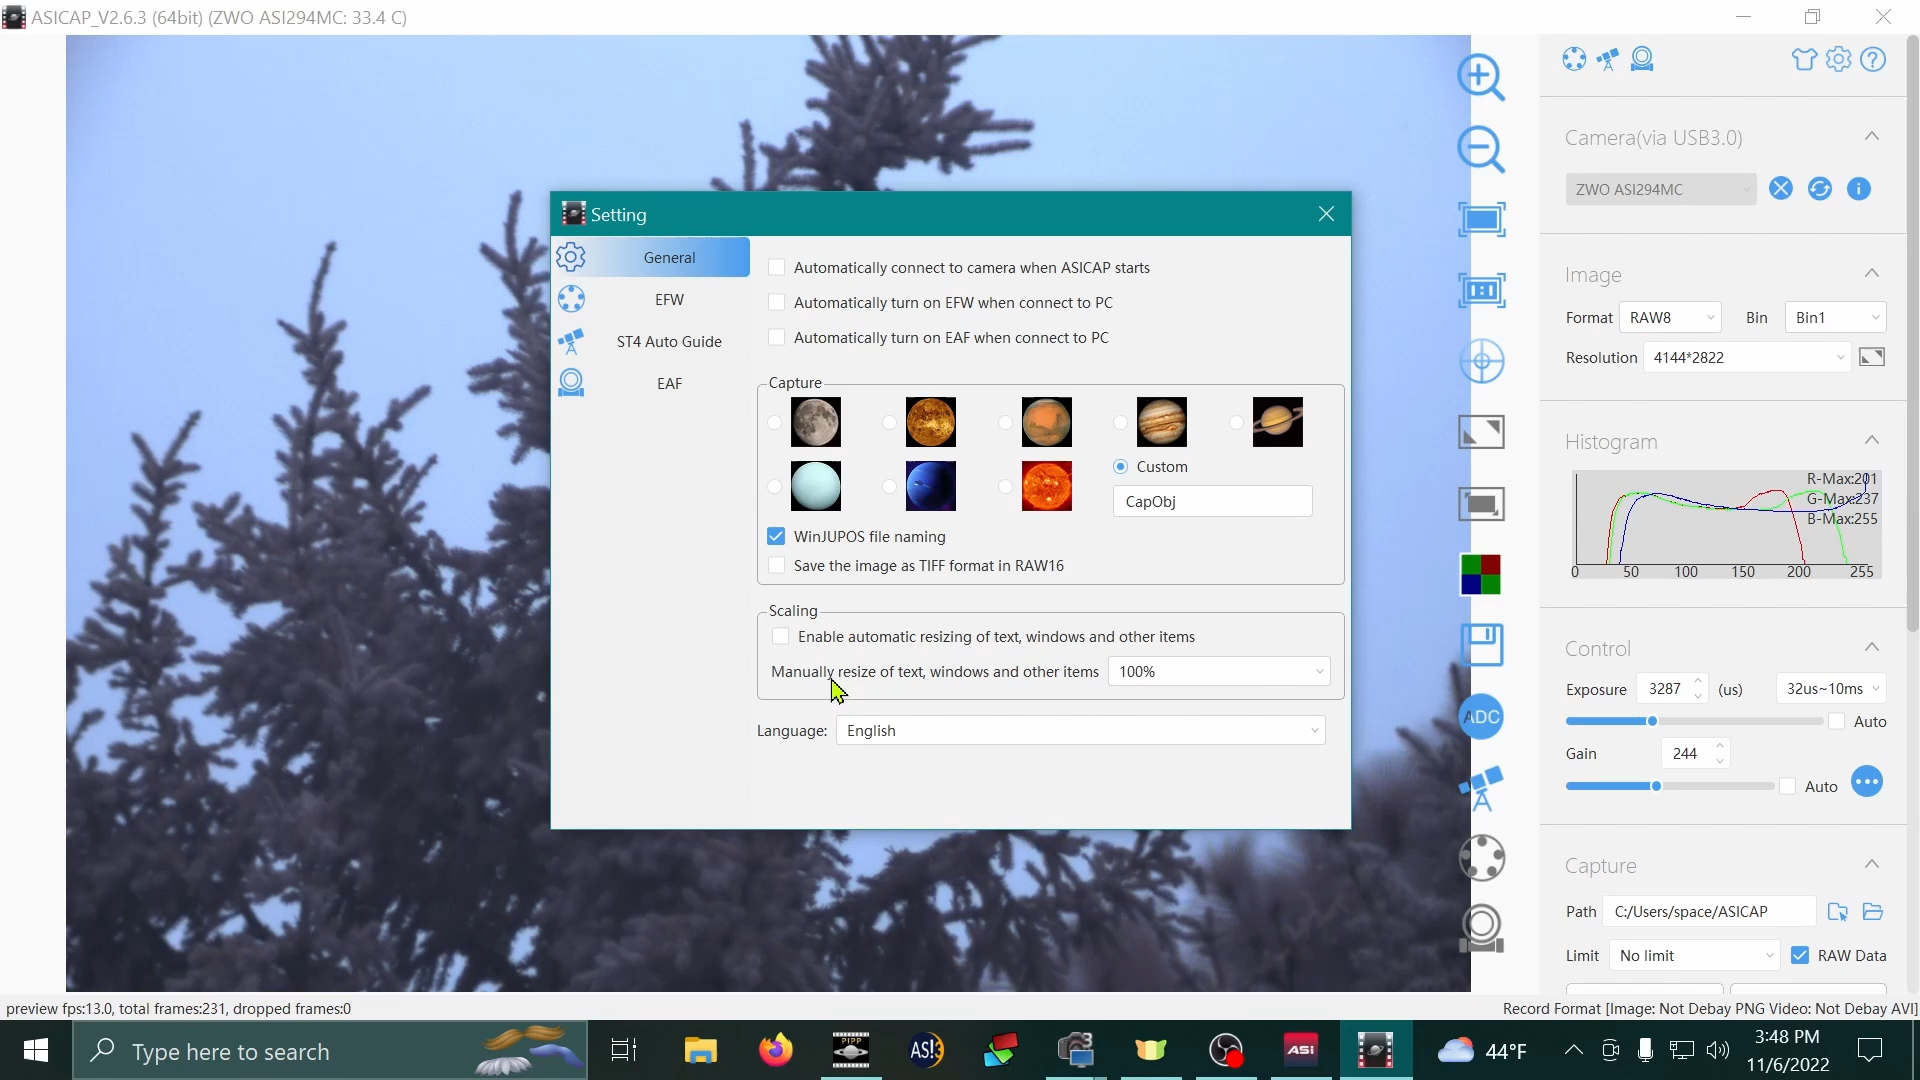 ASICAP_V2.6.3 (64bit) (ZWO ASI294MC: 33.4 C)
Camera(via USB3.0)
ZWO ASI294MC
Image
Format RAW8 Bin Bin1
Resolution 4144*2822
Histogram
R-Max:201
G-Max:237
B-Max:255
0 50 100 150 200 255
Control
Exposure 3287 (us) 32us~10ms
Auto
Gain 244
Auto
Capture
Path C:/Users/space/ASICAP
Limit No limit RAW Data
ADC
Setting
General
EFW
ST4 Auto Guide
EAF
Automatically connect to camera when ASICAP starts
Automatically turn on EFW when connect to PC
Automatically turn on EAF when connect to PC
Capture
Custom
CapObj
WinJUPOS file naming
Save the image as TIFF format in RAW16
Scaling
Enable automatic resizing of text, windows and other items
Manually resize of text, windows and other items 100%
Language: English
preview fps:13.0, total frames:231, dropped frames:0
Record Format [Image: Not Debay PNG Video: Not Debay AVI]
Type here to search
PIPP
AS!3
3
ASI
44°F
3:48 PM
11/6/2022